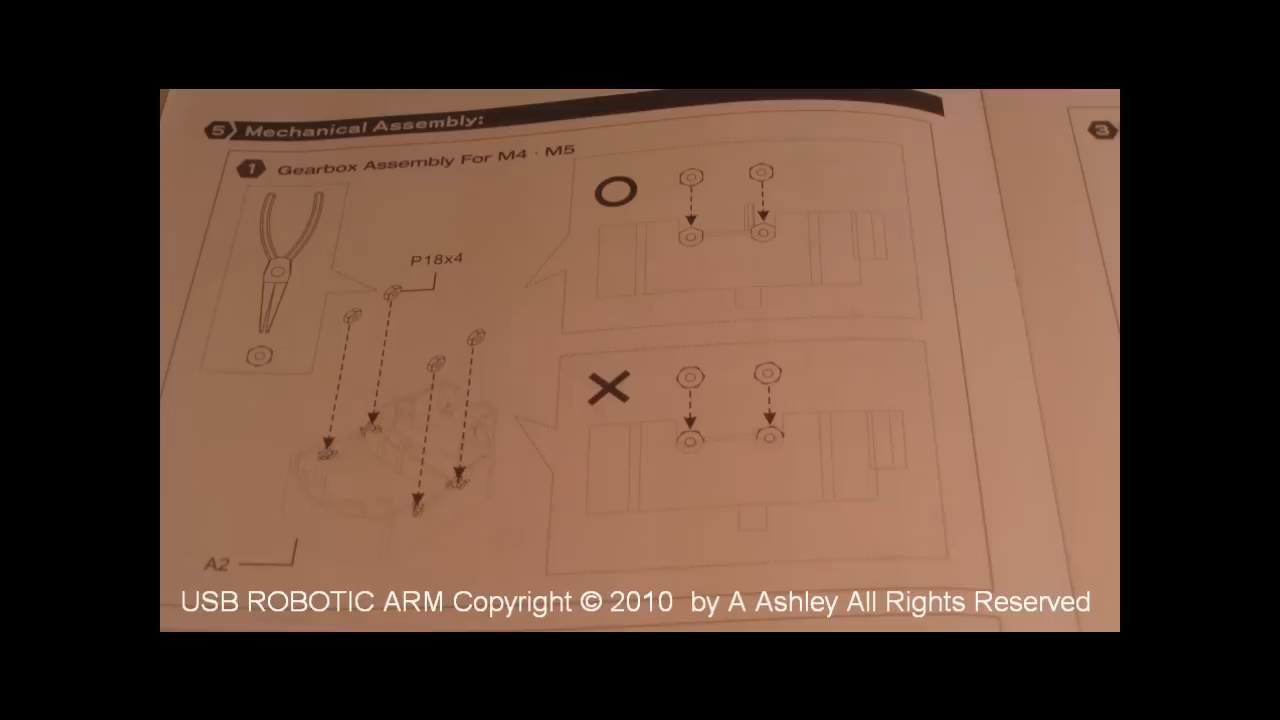 5 Mechanical Assembly:
1 Gearbox Assembly For M4 · M5
3
P18x4
A2
USB ROBOTIC ARM Copyright © 2010 by A Ashley All Rights Reserved